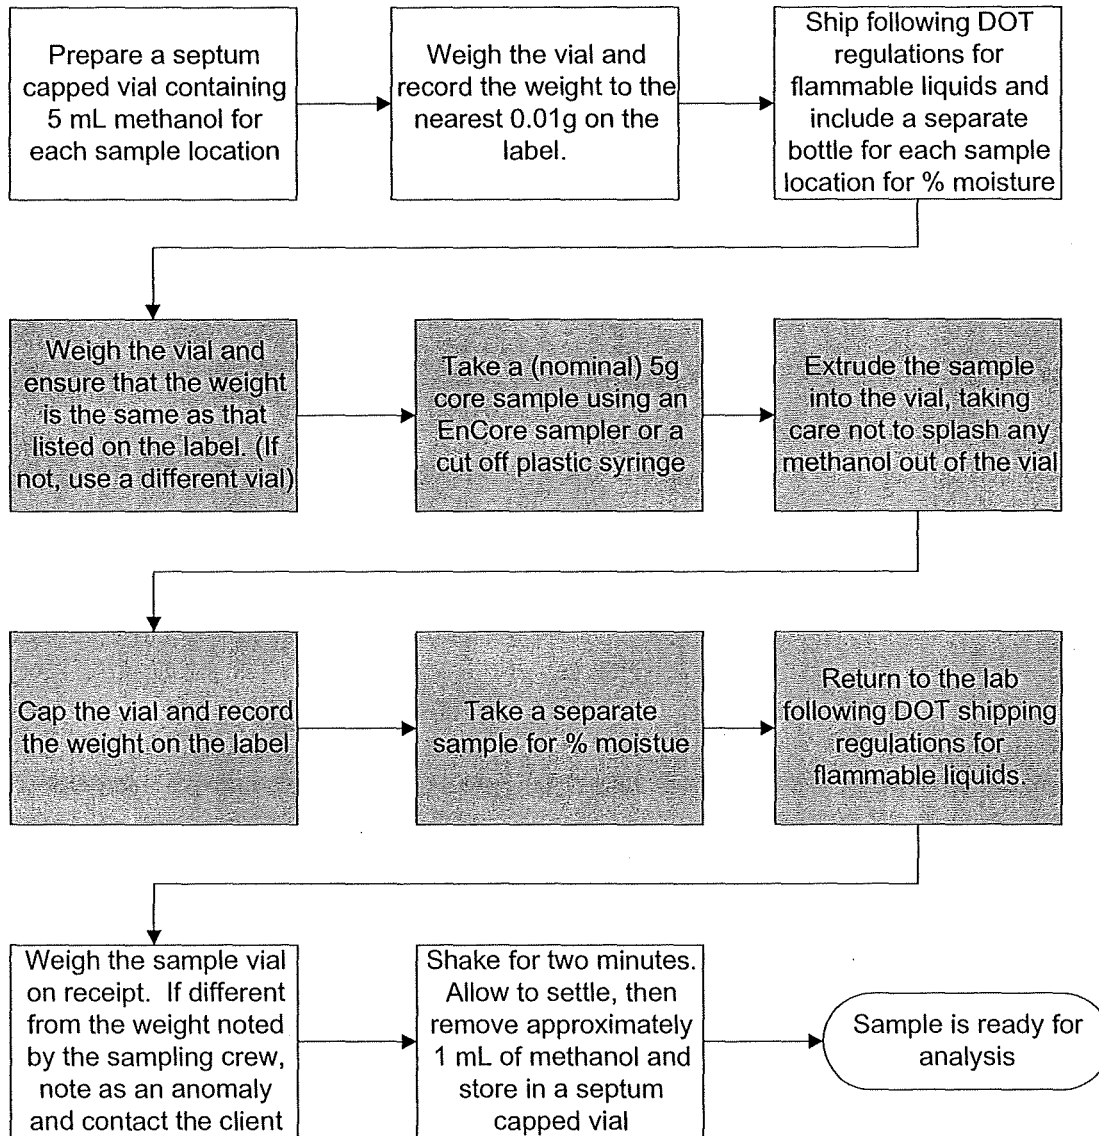 Prepare a septum
capped vial containing
5 mL methanol for
each sample location
Weigh the vial and
record the weight to the
nearest 0.01g on the
label.
Ship following DOT
regulations for
flammable liquids and
include a separate
bottle for each sample
location for % moisture
Weigh the vial and
ensure that the weight
is the same as that
listed on the label. (If
not, use a different vial)
Take a (nominal) 5g
core sample using an
EnCore sampler or a
cut off plastic syringe
Extrude the sample
into the vial, taking
care not to splash any
methanol out of the vial
Cap the vial and record
the weight on the label
Take a separate
sample for % moistue
Return to the lab
following DOT shipping
regulations for
flammable liquids.
Weigh the sample vial
on receipt. If different
from the weight noted
by the sampling crew,
note as an anomaly
and contact the client
Shake for two minutes.
Allow to settle, then
remove approximately
1 mL of methanol and
store in a septum
capped vial
Sample is ready for
analysis